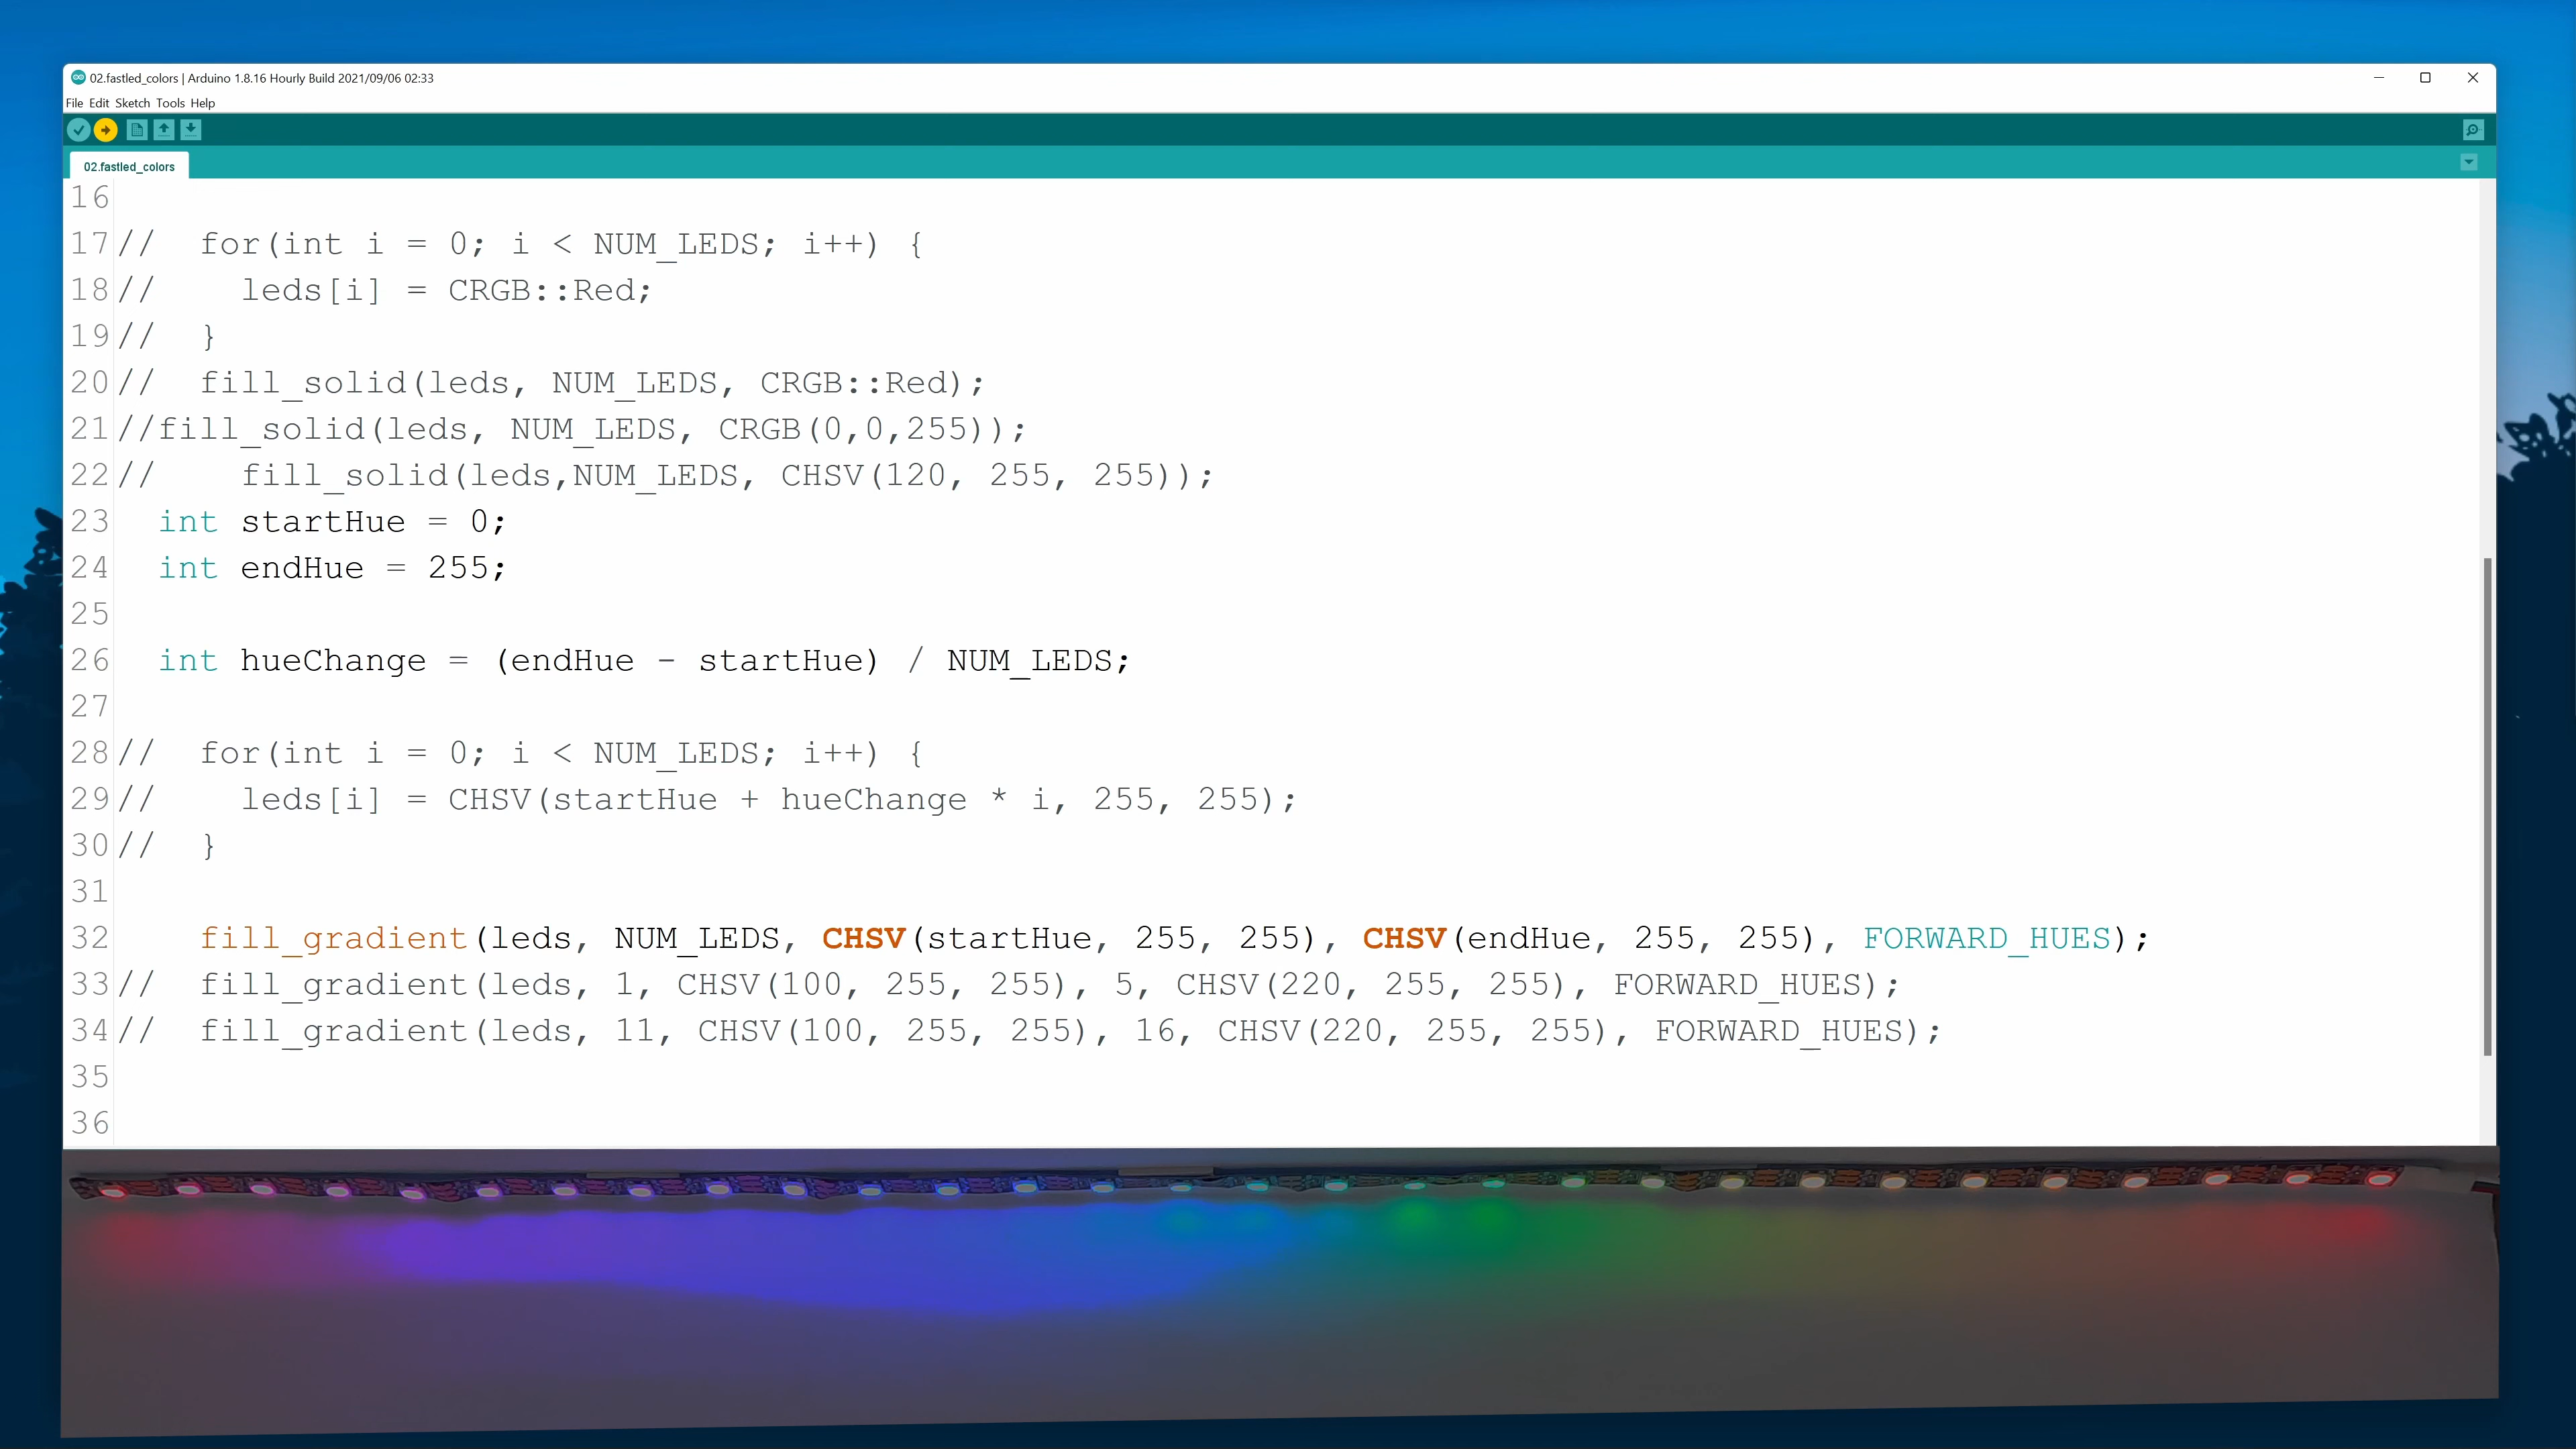 02.fastled_colors | Arduino 1.8.16 Hourly Build 2021/09/06 02:33
File Edit Sketch Tools Help
02.fastled_colors
16
17 //  for(int i = 0; i < NUM_LEDS; i++) {
18 //    leds[i] = CRGB::Red;
19 //  }
20 //  fill_solid(leds, NUM_LEDS, CRGB::Red);
21 //fill_solid(leds, NUM_LEDS, CRGB(0,0,255));
22 //    fill_solid(leds,NUM_LEDS, CHSV(120, 255, 255));
23   int startHue = 0;
24   int endHue = 255;
25
26   int hueChange = (endHue - startHue) / NUM_LEDS;
27
28 //  for(int i = 0; i < NUM_LEDS; i++) {
29 //    leds[i] = CHSV(startHue + hueChange * i, 255, 255);
30 //  }
31
32     fill_gradient(leds, NUM_LEDS, CHSV(startHue, 255, 255), CHSV(endHue, 255, 255), FORWARD_HUES);
33 //  fill_gradient(leds, 1, CHSV(100, 255, 255), 5, CHSV(220, 255, 255), FORWARD_HUES);
34 //  fill_gradient(leds, 11, CHSV(100, 255, 255), 16, CHSV(220, 255, 255), FORWARD_HUES);
35
36